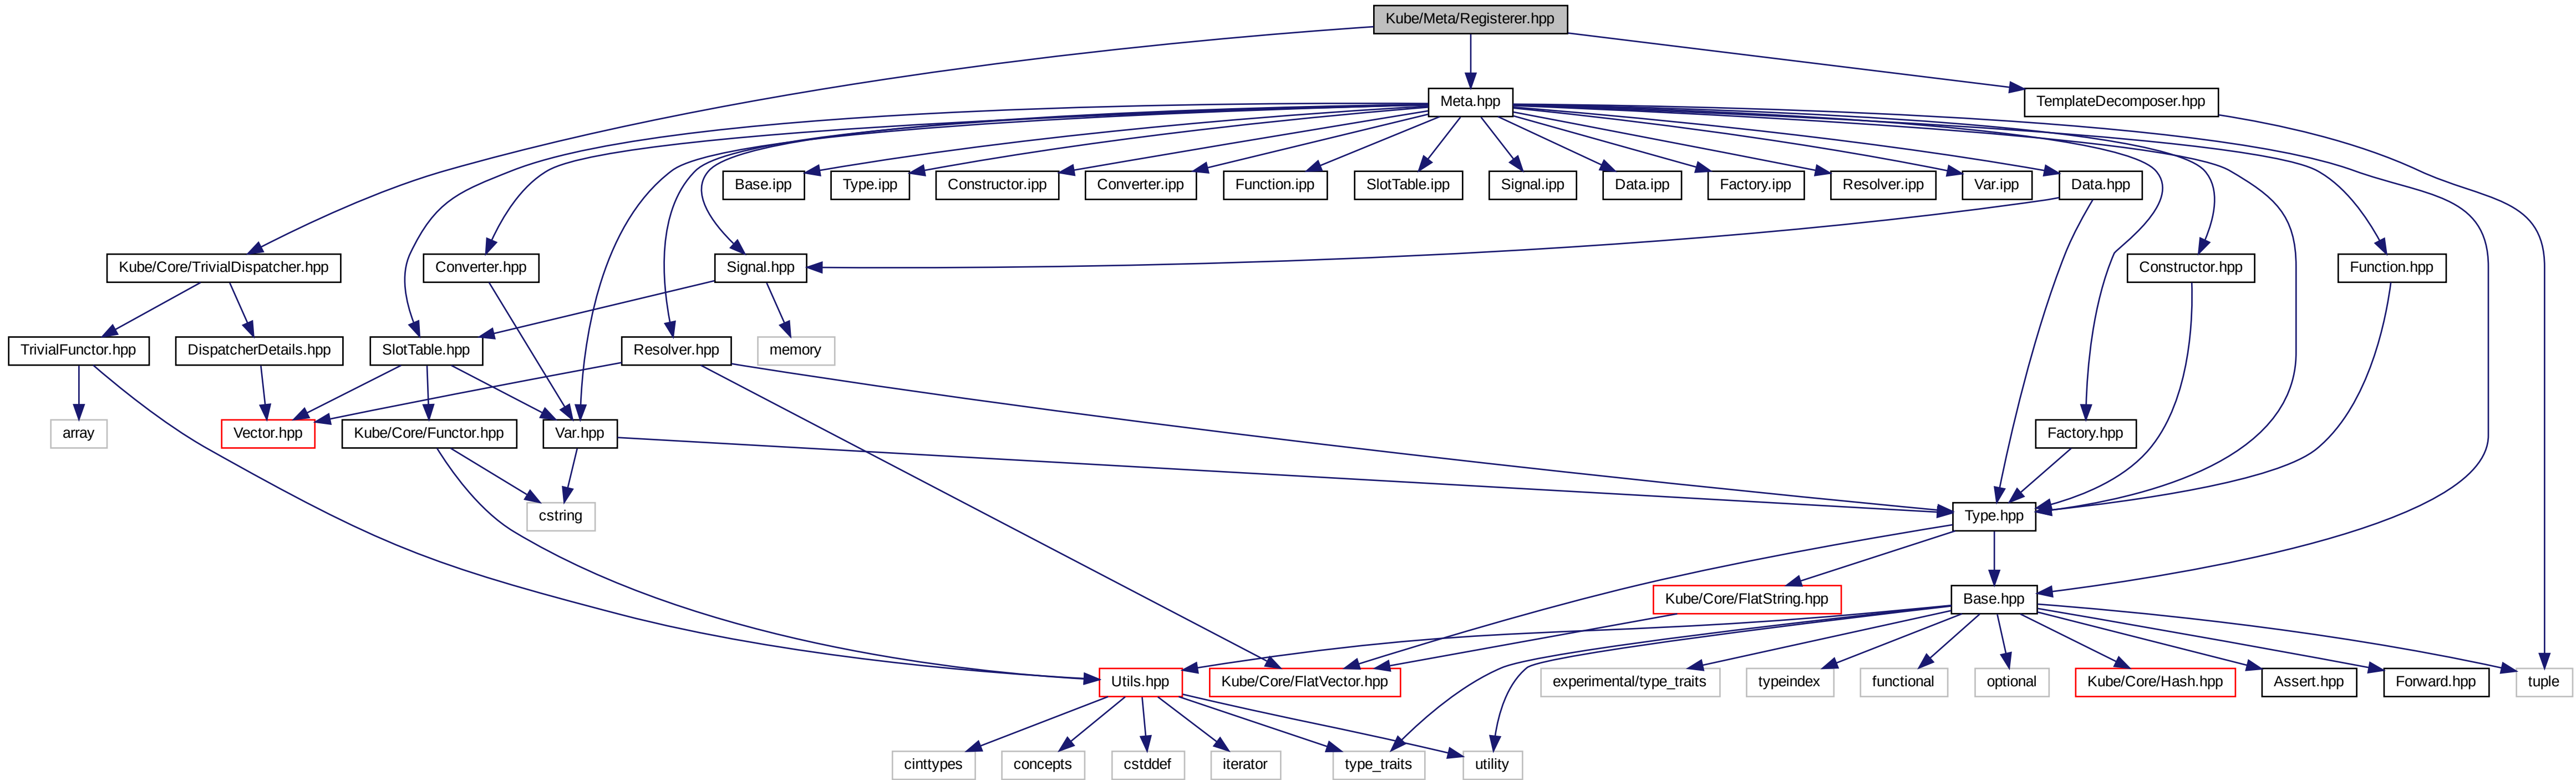 Kube/Meta/Registerer.hpp
Meta.hpp
TemplateDecomposer.hpp
Base.ipp
Type.ipp
Constructor.ipp
Converter.ipp
Function.ipp
SlotTable.ipp
Signal.ipp
Data.ipp
Factory.ipp
Resolver.ipp
Var.ipp
Data.hpp
Kube/Core/TrivialDispatcher.hpp
Converter.hpp
Signal.hpp
Constructor.hpp
Function.hpp
TrivialFunctor.hpp
DispatcherDetails.hpp
SlotTable.hpp
Resolver.hpp
memory
array
Vector.hpp
Kube/Core/Functor.hpp
Var.hpp
Factory.hpp
cstring
Type.hpp
Kube/Core/FlatString.hpp
Base.hpp
Utils.hpp
Kube/Core/FlatVector.hpp
experimental/type_traits
typeindex
functional
optional
Kube/Core/Hash.hpp
Assert.hpp
Forward.hpp
tuple
cinttypes
concepts
cstddef
iterator
type_traits
utility